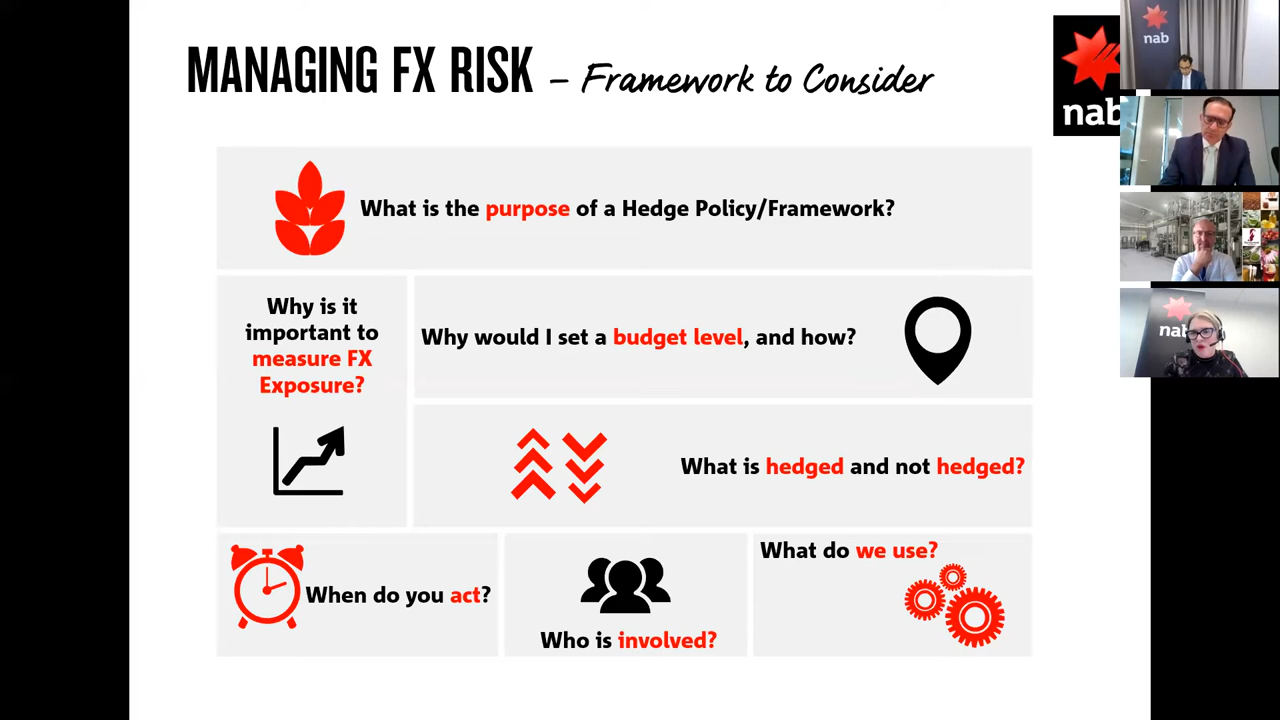 MANAGING FX RISK – Framework to Consider
nab
What is the purpose of a Hedge Policy/Framework?
Why is it
important to
measure FX
Exposure?
Why would I set a budget level, and how?
What is hedged and not hedged?
When do you act?
Who is involved?
What do we use?
nab
nab